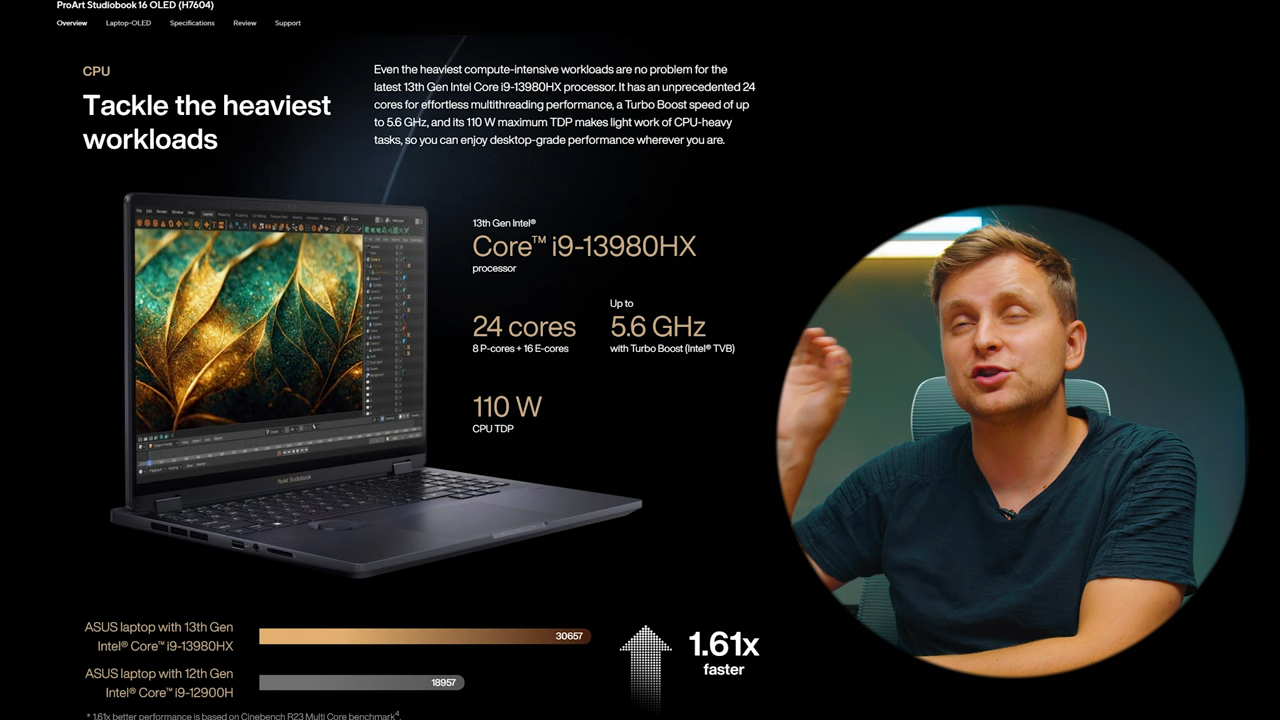 ProArt Studiobook 16 OLED (H7604)
Overview
Laptop-OLED
Specifications
Review
Support
CPU
Tackle the heaviest
workloads
Even the heaviest compute-intensive workloads are no problem for the
latest 13th Gen Intel Core i9-13980HX processor. It has an unprecedented 24
cores for effortless multithreading performance, a Turbo Boost speed of up
to 5.6 GHz, and its 110 W maximum TDP makes light work of CPU-heavy
tasks, so you can enjoy desktop-grade performance wherever you are.
13th Gen Intel®
Core™ i9-13980HX
processor
24 cores
8 P-cores + 16 E-cores
Up to
5.6 GHz
with Turbo Boost (Intel® TVB)
110 W
CPU TDP
ProArt Studiobook
ASUS laptop with 13th Gen
Intel® Core™ i9-13980HX
30657
ASUS laptop with 12th Gen
Intel® Core™ i9-12900H
18957
1.61x
faster
* 1.61x better performance is based on Cinebench R23 Multi Core benchmark⁴.